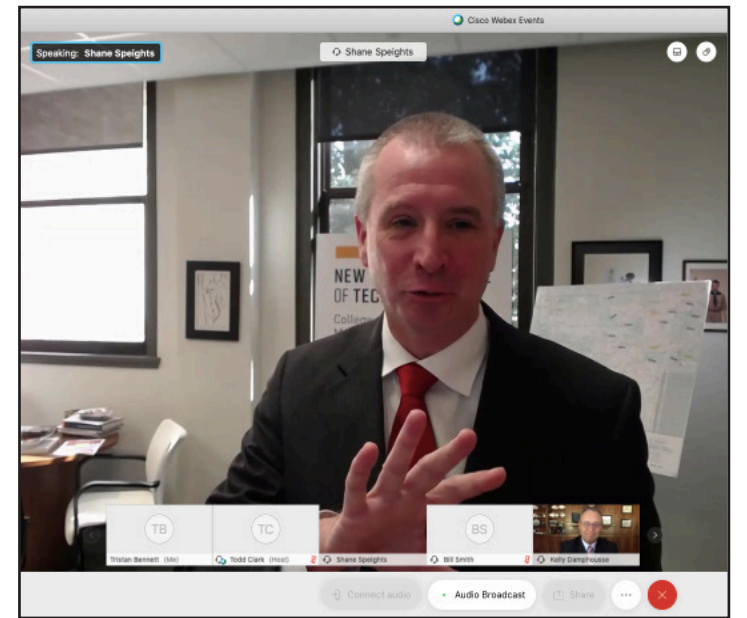 Cisco Webex Events
Speaking: Shane Speights
Shane Speights
NEW
OF TEC
College
TB
TC
BS
Tristan Bennett (Me)
Todd Clark (Host)
Shane Speights
Bill Smith
Kelly Damphousse
Connect audio
Audio Broadcast
Share